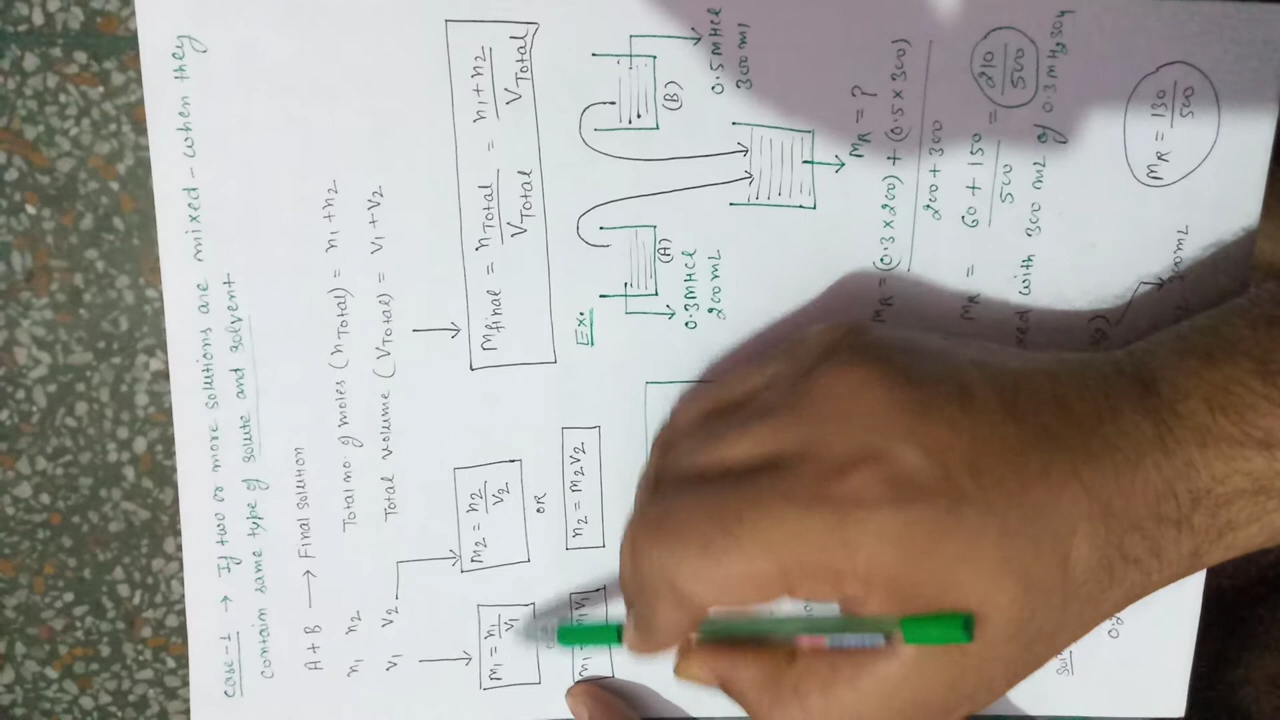 Case-1 → If two or more solutions are mixed - when they
contain same type of solute and solvent
A + B → Final solution
n1 n2 Total no. of moles (nTotal) = n1 + n2
V1 V2 Total volume (VTotal) = V1 + V2
M1 = n1/V1
M2 = n2/V2
Mfinal = nTotal/VTotal = n1 + n2/VTotal
OR
n2 = M2V2
Ex.
(A)
(B)
0.3 M HCl
200 mL
0.5 M HCl
300 ml
MR = ?
MR = (0.3 x 200) + (0.5 x 300)/200 + 300
MR = 60 + 150/500 = 210/500
with 300 mL of 0.3 M H2SO4
MR = 130/500